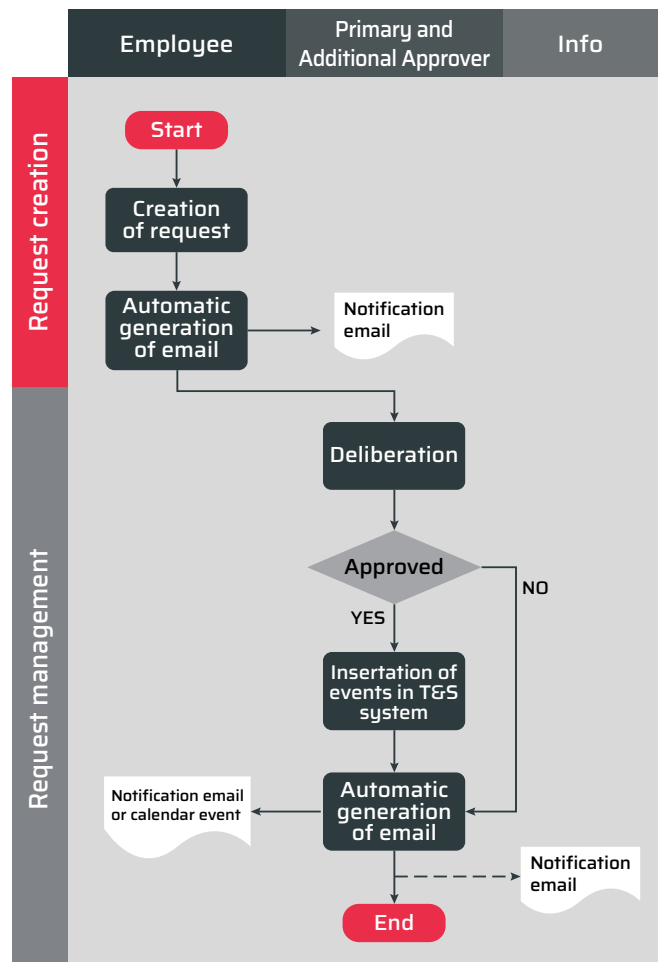 Employee
Primary and
Additional Approver
Info
Request creation
Start
Creation
of request
Automatic
generation
of email
Notification
email
Request management
Deliberation
Approved
NO
YES
Insertation of
events in T&S
system
Notification email
or calendar event
Automatic
generation
of email
Notification
email
End